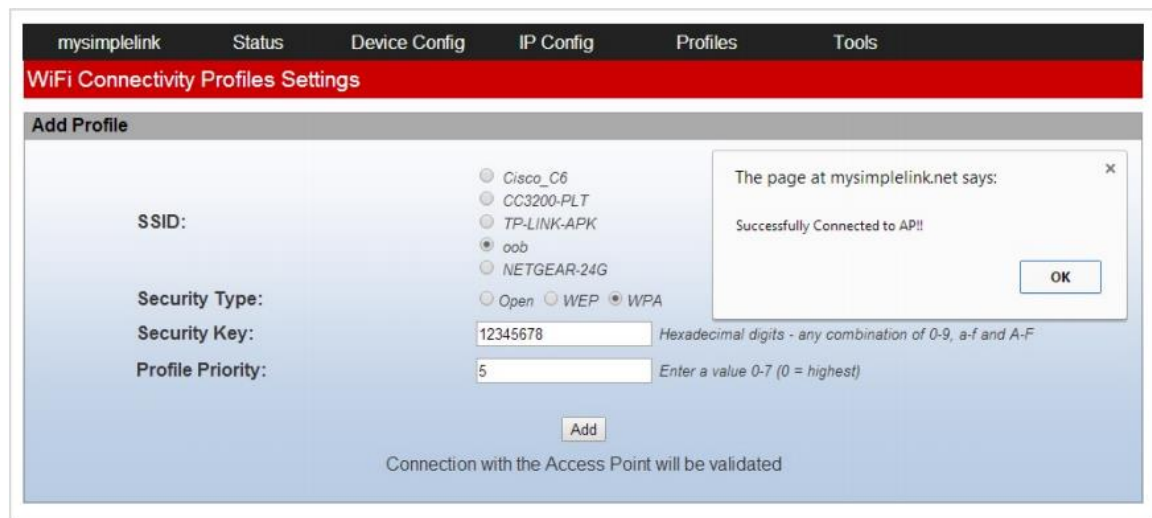 mysimplelink Status Device Config IP Config Profiles Tools
WiFi Connectivity Profiles Settings
Add Profile
SSID:
Cisco_C6
CC3200-PLT
TP-LINK-APK
oob
NETGEAR-24G
The page at mysimplelink.net says: ×
Successfully Connected to AP!!
OK
Security Type: Open WEP WPA
Security Key: 12345678 Hexadecimal digits - any combination of 0-9, a-f and A-F
Profile Priority: 5 Enter a value 0-7 (0 = highest)
Add
Connection with the Access Point will be validated